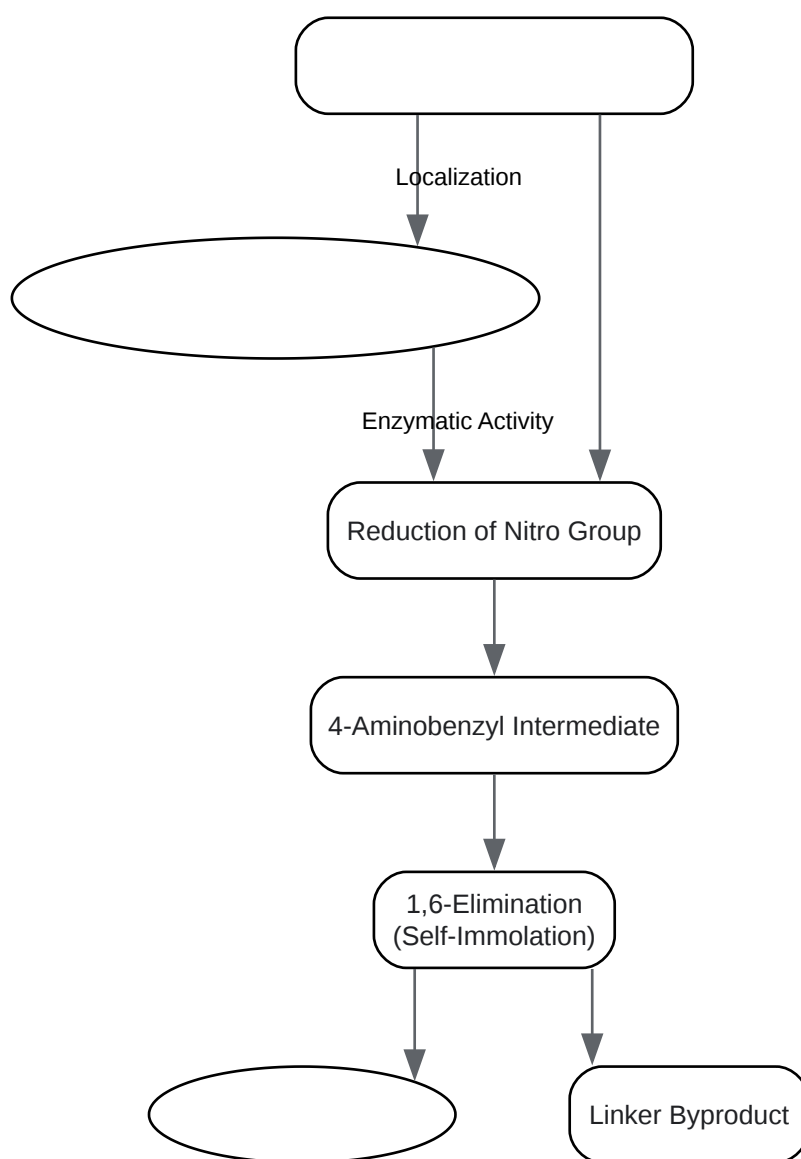 Localization
Enzymatic Activity
Reduction of Nitro Group
4-Aminobenzyl Intermediate
1,6-Elimination
(Self-Immolation)
Linker Byproduct